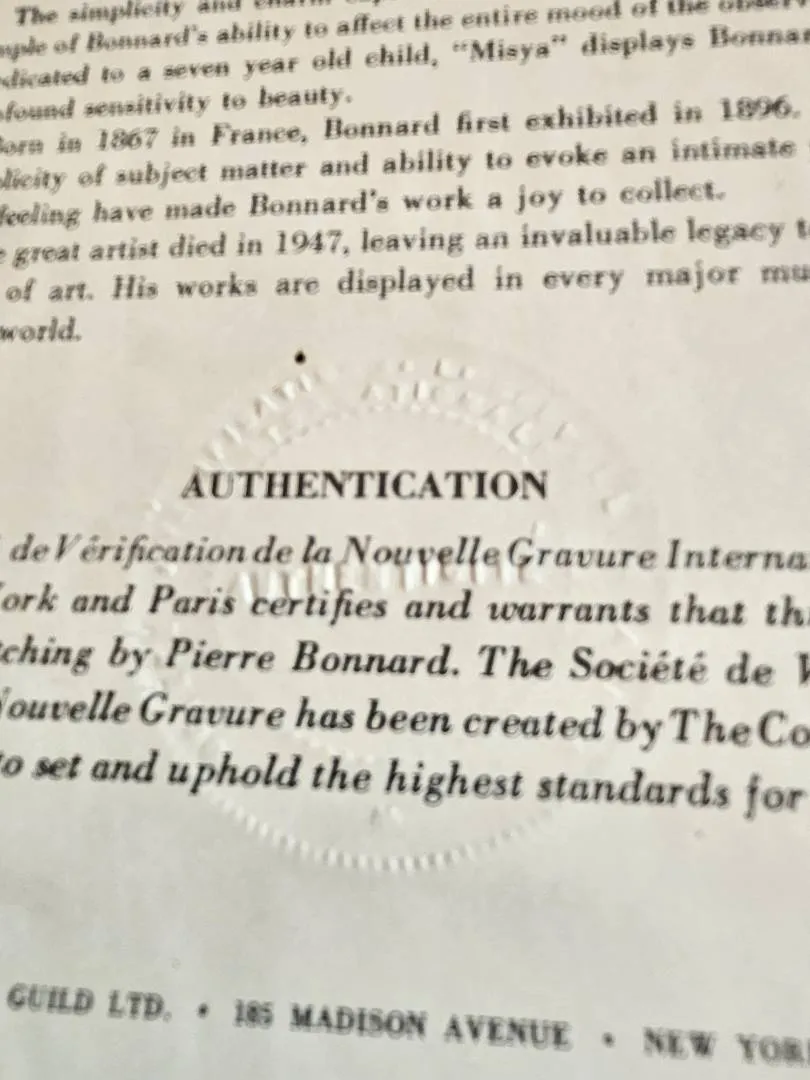 The simplicity and
mple of Bonnard's ability to affect the entire mood of the obser
dicated to a seven year old child, "Misya" displays Bonnar
found sensitivity to beauty.
orn in 1867 in France, Bonnard first exhibited in 1896.
licity of subject matter and ability to evoke an intimate
feeling have made Bonnard's work a joy to collect.
e great artist died in 1947, leaving an invaluable legacy t
of art. His works are displayed in every major mu
world.
AUTHENTICATION
de Vérification de la Nouvelle Gravure Interna
ork and Paris certifies and warrants that th
ching by Pierre Bonnard. The Société de V
ouvelle Gravure has been created by The Co
to set and uphold the highest standards for
GUILD LTD. • 185 MADISON AVENUE • NEW YOR